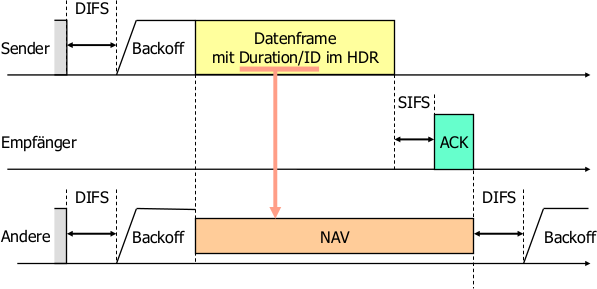 DIFS
Sender
Backoff
Datenframe
mit Duration/ID im HDR
SIFS
Empfänger
ACK
DIFS
DIFS
Andere
Backoff
NAV
Backoff